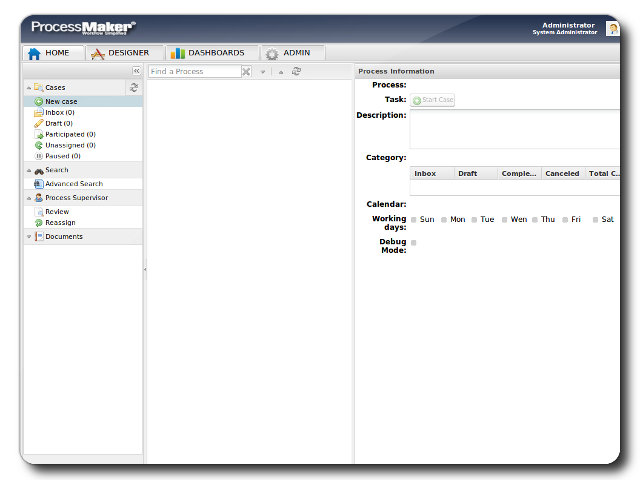 ProcessMaker
Workflow Simplified
Administrator
System Administrator
HOME
DESIGNER
DASHBOARDS
ADMIN
Cases
New case
Inbox (0)
Draft (0)
Participated (0)
Unassigned (0)
Paused (0)
Search
Advanced Search
Process Supervisor
Review
Reassign
Documents
Find a Process
Process Information
Process:
Task: Start Case
Description:
Category:
Inbox Draft Comple... Canceled Total C...
Calendar:
Working days: Sun Mon Tue Wen Thu Fri Sat
Debug Mode: